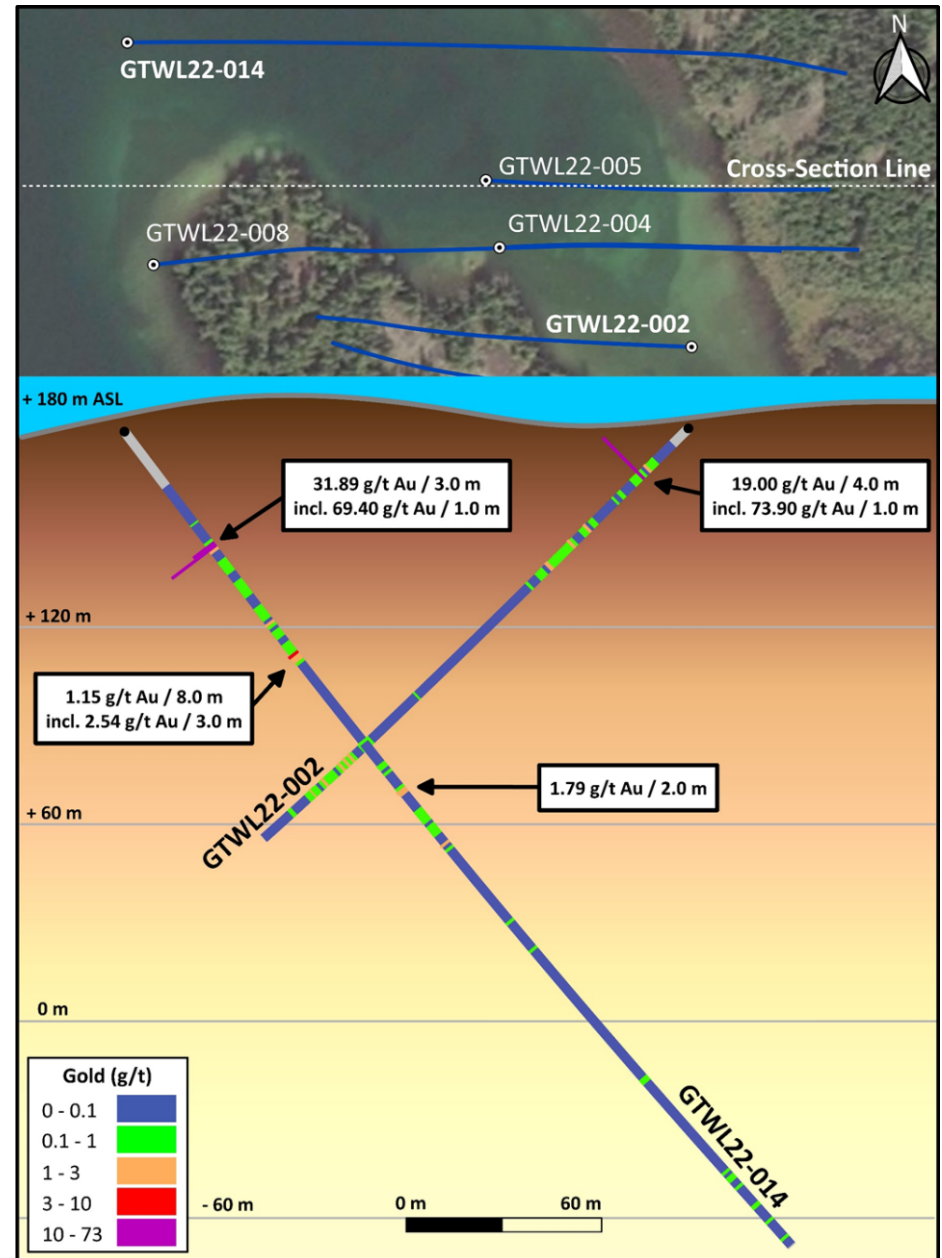 N
GTWL22-014
GTWL22-005
Cross-Section Line
GTWL22-008
GTWL22-004
GTWL22-002
+ 180 m ASL
31.89 g/t Au / 3.0 m
incl. 69.40 g/t Au / 1.0 m
19.00 g/t Au / 4.0 m
incl. 73.90 g/t Au / 1.0 m
+ 120 m
1.15 g/t Au / 8.0 m
incl. 2.54 g/t Au / 3.0 m
GTWL22-002
1.79 g/t Au / 2.0 m
+ 60 m
0 m
GTWL22-014
Gold (g/t)
0 - 0.1
0.1 - 1
1 - 3
3 - 10
10 - 73
- 60 m
0 m
60 m